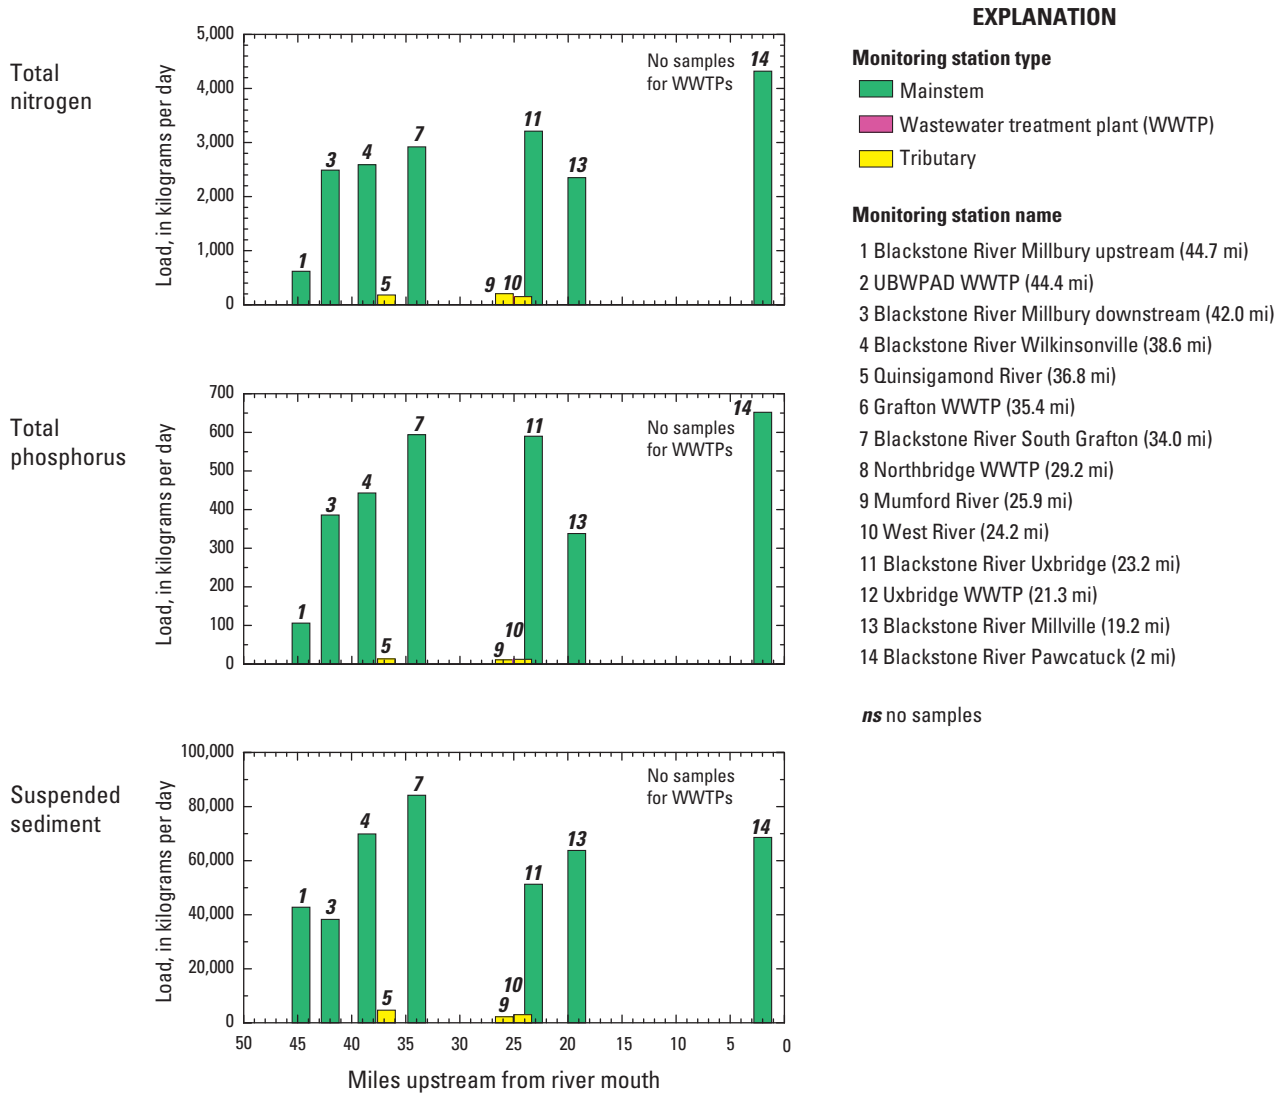 Total
nitrogen
Load, in kilograms per day
5,000
4,000
3,000
2,000
1,000
0
1
3
4
5
7
9
10
11
13
14
No samples
for WWTPs
Total
phosphorus
Load, in kilograms per day
700
600
500
400
300
200
100
0
1
3
4
5
7
9
10
11
13
14
No samples
for WWTPs
Suspended
sediment
Load, in kilograms per day
100,000
80,000
60,000
40,000
20,000
0
1
3
4
5
7
9
10
11
13
14
No samples
for WWTPs
50 45 40 35 30 25 20 15 10 5 0
Miles upstream from river mouth
EXPLANATION
Monitoring station type
Mainstem
Wastewater treatment plant (WWTP)
Tributary
Monitoring station name
1 Blackstone River Millbury upstream (44.7 mi)
2 UBWPAD WWTP (44.4 mi)
3 Blackstone River Millbury downstream (42.0 mi)
4 Blackstone River Wilkinsonville (38.6 mi)
5 Quinsigamond River (36.8 mi)
6 Grafton WWTP (35.4 mi)
7 Blackstone River South Grafton (34.0 mi)
8 Northbridge WWTP (29.2 mi)
9 Mumford River (25.9 mi)
10 West River (24.2 mi)
11 Blackstone River Uxbridge (23.2 mi)
12 Uxbridge WWTP (21.3 mi)
13 Blackstone River Millville (19.2 mi)
14 Blackstone River Pawcatuck (2 mi)
ns no samples